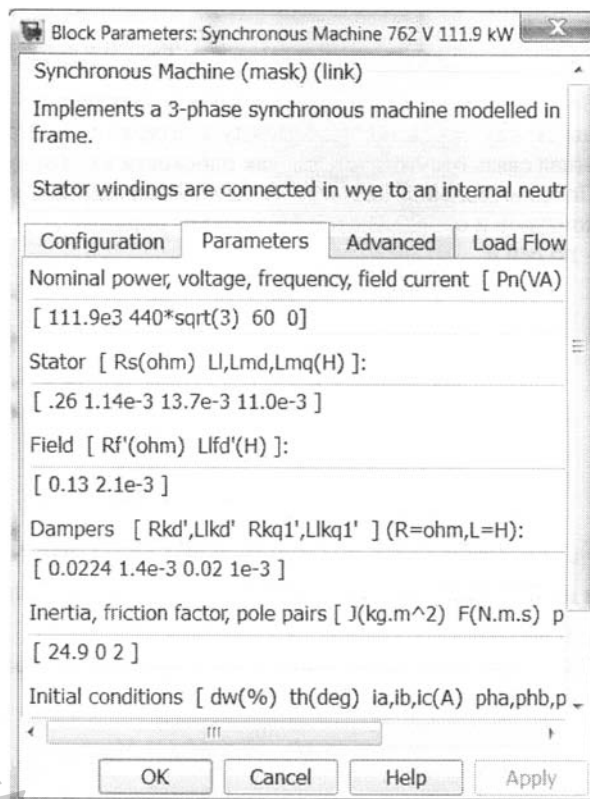 Block Parameters: Synchronous Machine 762 V 111.9 kW
Synchronous Machine (mask) (link)
Implements a 3-phase synchronous machine modelled in
frame.
Stator windings are connected in wye to an internal neutr
Configuration Parameters Advanced Load Flow
Nominal power, voltage, frequency, field current [ Pn(VA)
[ 111.9e3 440*sqrt(3) 60 0]
Stator [ Rs(ohm) Ll,Lmd,Lmq(H) ]:
[ .26 1.14e-3 13.7e-3 11.0e-3 ]
Field [ Rf'(ohm) Llfd'(H) ]:
[ 0.13 2.1e-3 ]
Dampers [ Rkd',Llkd' Rkq1',Llkq1' ] (R=ohm,L=H):
[ 0.0224 1.4e-3 0.02 1e-3 ]
Inertia, friction factor, pole pairs [ J(kg.m^2) F(N.m.s) p
[ 24.9 0 2 ]
Initial conditions [ dw(%) th(deg) ia,ib,ic(A) pha,phb,p
OK Cancel Help Apply